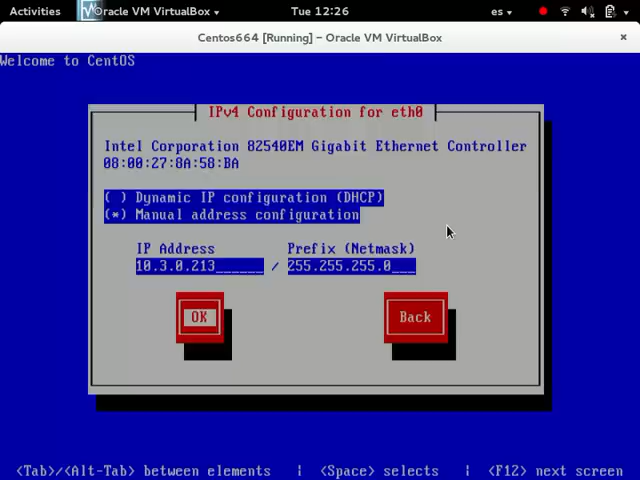 Activities Oracle VM VirtualBox Tue 12:26 es
Centos664 [Running] – Oracle VM VirtualBox ×
Welcome to CentOS
IPv4 Configuration for eth0
Intel Corporation 82540EM Gigabit Ethernet Controller
08:00:27:8A:58:BA
( ) Dynamic IP configuration (DHCP)
(*) Manual address configuration
IP Address Prefix (Netmask)
10.3.0.213______ / 255.255.255.0___
OK Back
<Tab>/<Alt-Tab> between elements | <Space> selects | <F12> next screen